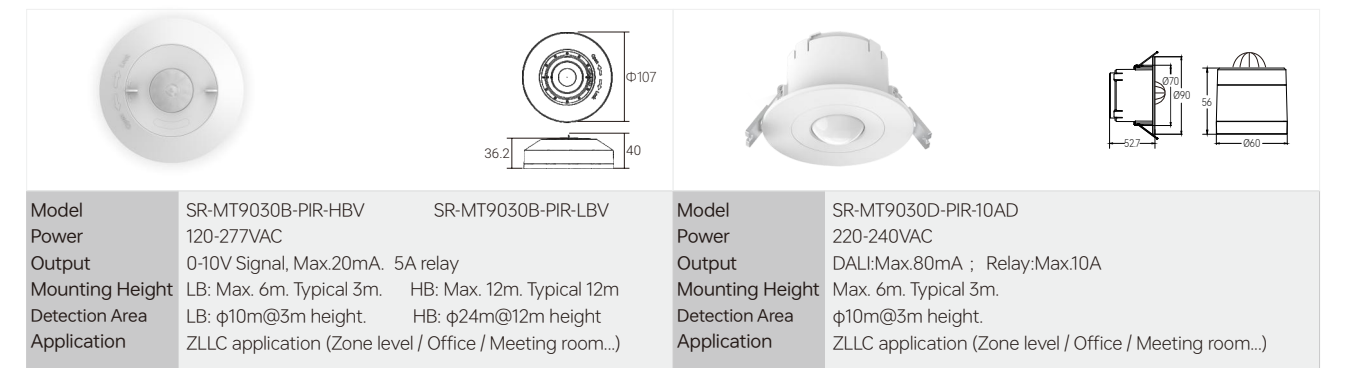 Φ107
36.2
40
Ø70
Ø90
52.7
56
Ø60
Model SR-MT9030B-PIR-HBV SR-MT9030B-PIR-LBV
Power 120-277VAC
Output 0-10V Signal, Max.20mA. 5A relay
Mounting Height LB: Max. 6m. Typical 3m. HB: Max. 12m. Typical 12m
Detection Area LB: φ10m@3m height. HB: φ24m@12m height
Application ZLLC application (Zone level / Office / Meeting room...)
Model SR-MT9030D-PIR-10AD
Power 220-240VAC
Output DALI:Max.80mA ; Relay:Max.10A
Mounting Height Max. 6m. Typical 3m.
Detection Area φ10m@3m height.
Application ZLLC application (Zone level / Office / Meeting room...)